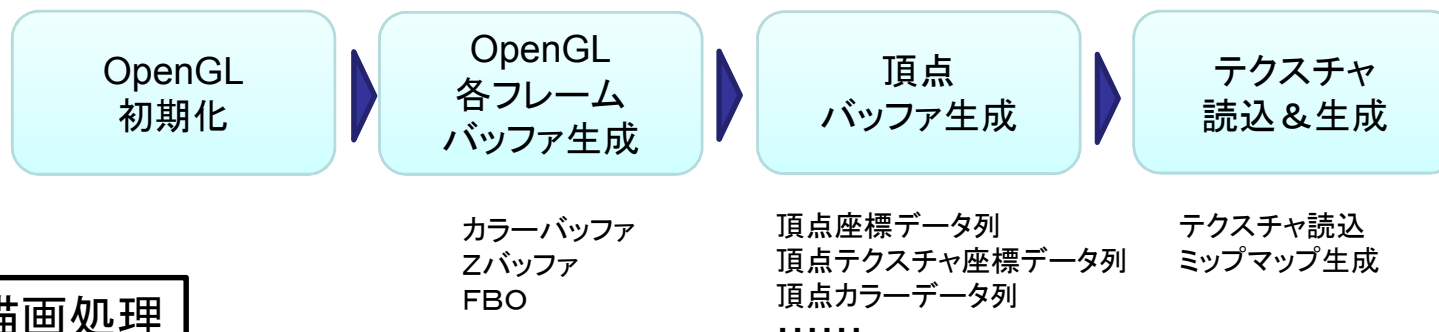 OpenGL
初期化
OpenGL
各フレーム
バッファ生成
頂点
バッファ生成
テクスチャ
読込＆生成
カラーバッファ
Zバッファ
FBO
頂点座標データ列
頂点テクスチャ座標データ列
頂点カラーデータ列
・・・・・・
テクスチャ読込
ミップマップ生成
描画処理